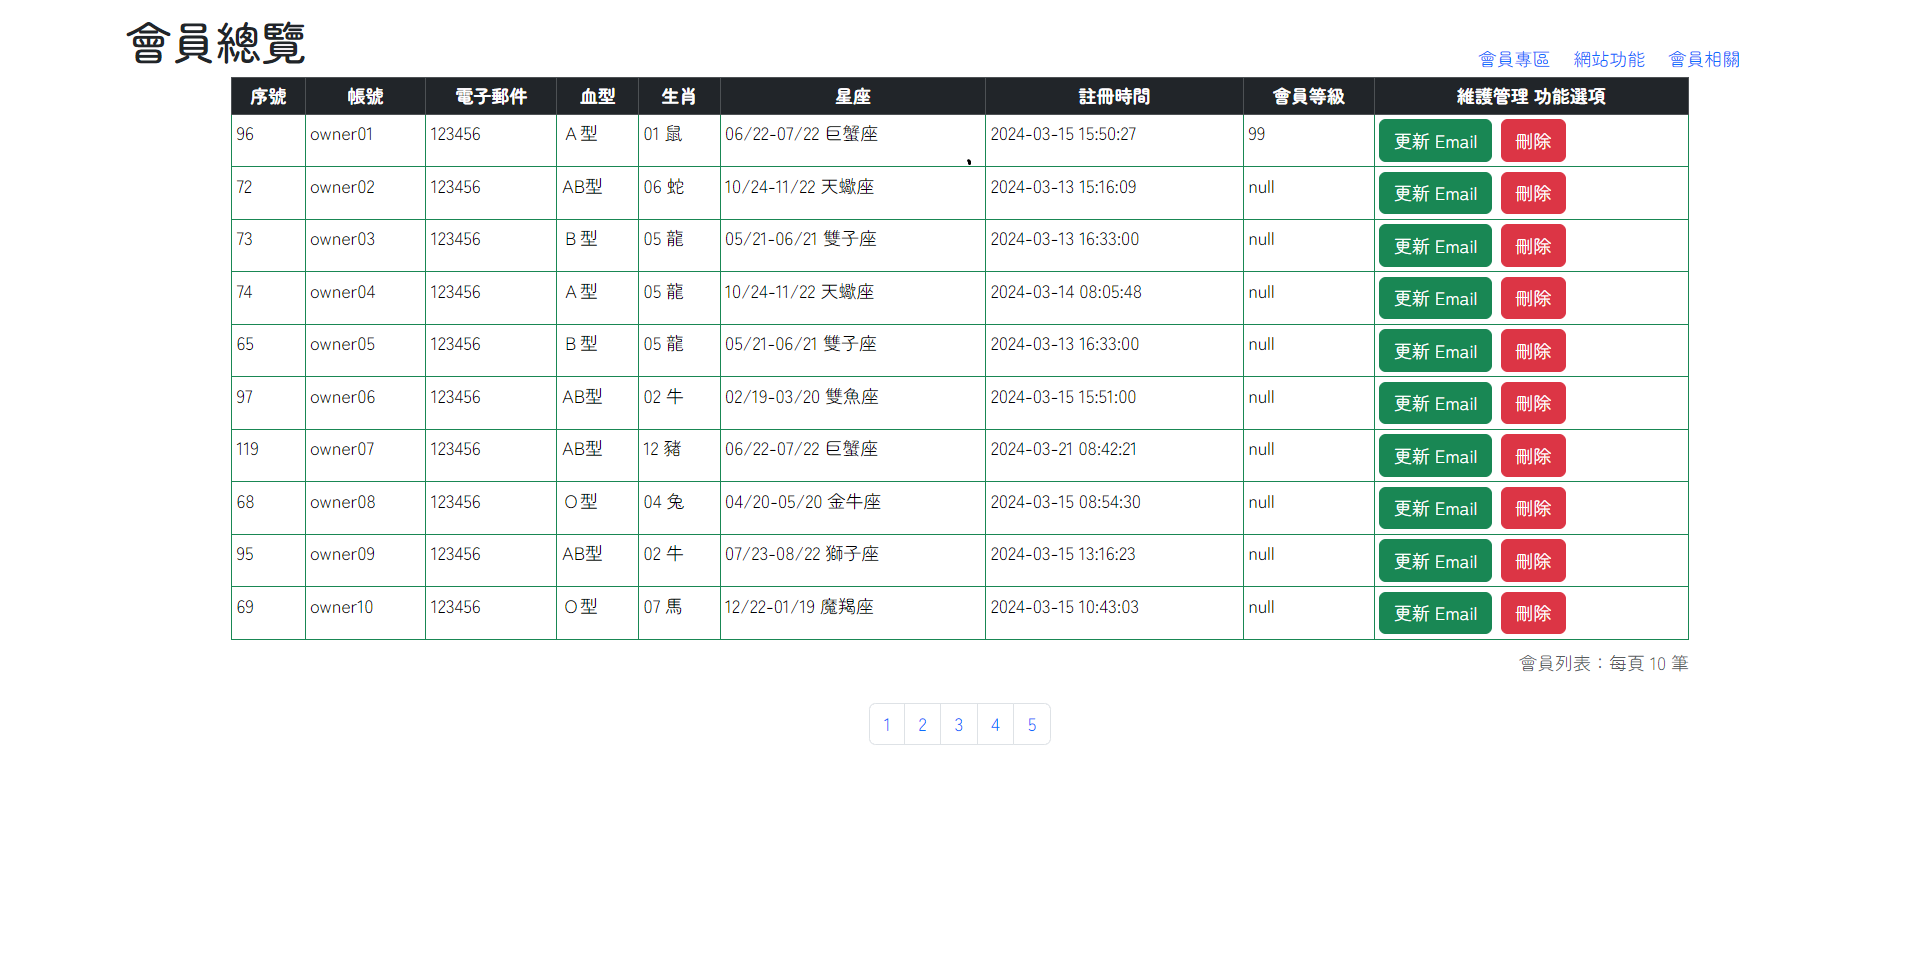 會員總覽
會員專區 網站功能 會員相關
序號 帳號 電子郵件 血型 生肖 星座 註冊時間 會員等級 維護管理 功能選項
96 owner01 123456 A 型 01 鼠 06/22-07/22 巨蟹座 2024-03-15 15:50:27 99 更新 Email 刪除
72 owner02 123456 AB型 06 蛇 10/24-11/22 天蠍座 2024-03-13 15:16:09 null 更新 Email 刪除
73 owner03 123456 B 型 05 龍 05/21-06/21 雙子座 2024-03-13 16:33:00 null 更新 Email 刪除
74 owner04 123456 A 型 05 龍 10/24-11/22 天蠍座 2024-03-14 08:05:48 null 更新 Email 刪除
65 owner05 123456 B 型 05 龍 05/21-06/21 雙子座 2024-03-13 16:33:00 null 更新 Email 刪除
97 owner06 123456 AB型 02 牛 02/19-03/20 雙魚座 2024-03-15 15:51:00 null 更新 Email 刪除
119 owner07 123456 AB型 12 豬 06/22-07/22 巨蟹座 2024-03-21 08:42:21 null 更新 Email 刪除
68 owner08 123456 O 型 04 兔 04/20-05/20 金牛座 2024-03-15 08:54:30 null 更新 Email 刪除
95 owner09 123456 AB型 02 牛 07/23-08/22 獅子座 2024-03-15 13:16:23 null 更新 Email 刪除
69 owner10 123456 O 型 07 馬 12/22-01/19 魔羯座 2024-03-15 10:43:03 null 更新 Email 刪除
會員列表：每頁 10 筆
1 2 3 4 5